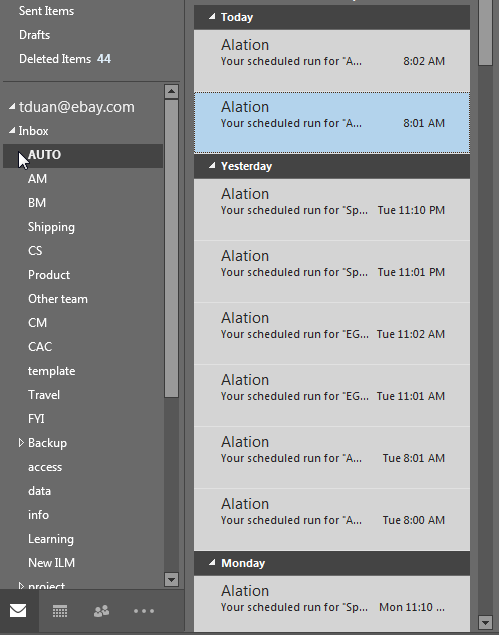 Sent Items
Drafts
Deleted Items 44
tduan@ebay.com
Inbox
AUTO
AM
BM
Shipping
CS
Product
Other team
CM
CAC
template
Travel
FYI
Backup
access
data
info
Learning
New ILM
project
Today
Alation
Your scheduled run for "A... 8:02 AM
Alation
Your scheduled run for "A... 8:01 AM
Yesterday
Alation
Your scheduled run for "Sp... Tue 11:10 PM
Alation
Your scheduled run for "Sp... Tue 11:01 PM
Alation
Your scheduled run for "EG... Tue 11:02 AM
Alation
Your scheduled run for "EG... Tue 11:01 AM
Alation
Your scheduled run for "A... Tue 8:01 AM
Alation
Your scheduled run for "A... Tue 8:00 AM
Monday
Alation
Your scheduled run for "Sp... Mon 11:10 ...